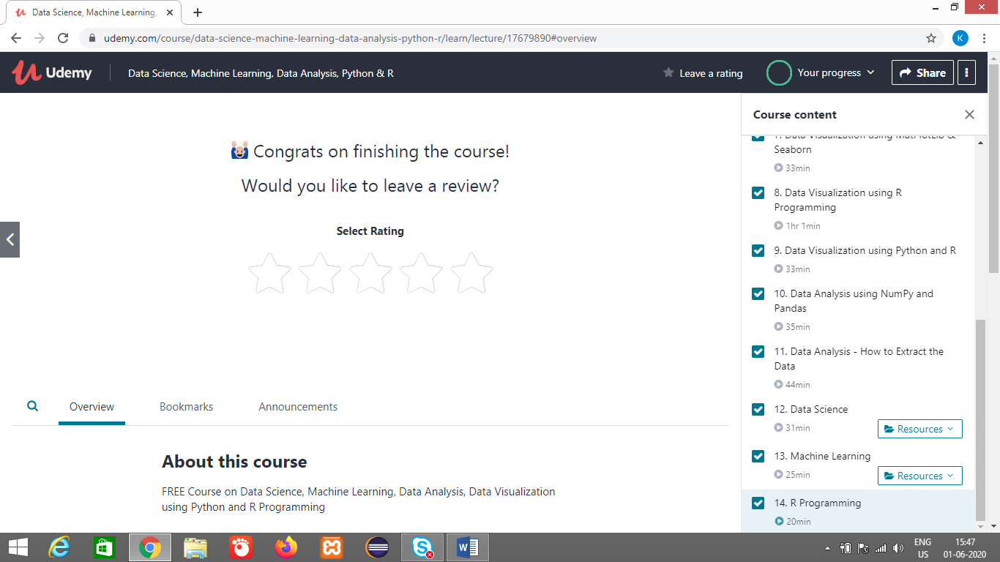 Data Science, Machine Learning,
udemy.com/course/data-science-machine-learning-data-analysis-python-r/learn/lecture/17679890#overview
K
Udemy
Data Science, Machine Learning, Data Analysis, Python & R
Leave a rating
Your progress
Share
Congrats on finishing the course!
Would you like to leave a review?
Select Rating
Overview
Bookmarks
Announcements
About this course
FREE Course on Data Science, Machine Learning, Data Analysis, Data Visualization
using Python and R Programming
Course content
7. Data Visualization using MatPlotLib &
Seaborn
33min
8. Data Visualization using R
Programming
1hr 1min
9. Data Visualization using Python and R
33min
10. Data Analysis using NumPy and
Pandas
35min
11. Data Analysis - How to Extract the
Data
44min
12. Data Science
31min
Resources
13. Machine Learning
25min
Resources
14. R Programming
20min
ENG
US
15:47
01-06-2020